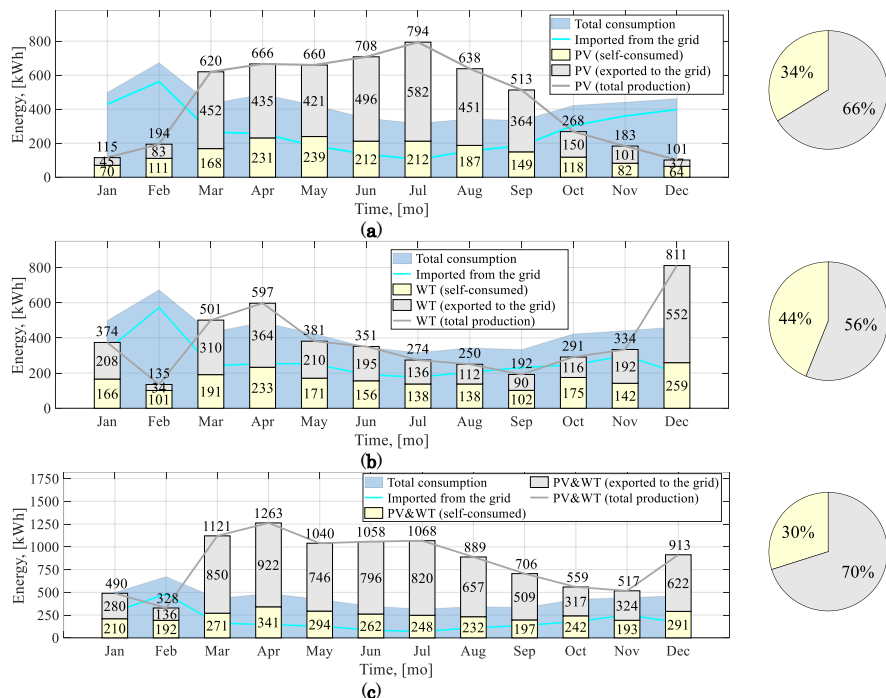 Total consumption
Imported from the grid
PV (self-consumed)
PV (exported to the grid)
PV (total production)
Energy, [kWh]
800
600
400
200
0
115 194 620 666 660 708 794 638 513 268 183 101
45 83 452 435 421 496 582 451 364 150 101 37
70 111 168 231 239 212 212 187 149 118 82 64
Jan Feb Mar Apr May Jun Jul Aug Sep Oct Nov Dec
Time, [mo]
(a)
34%
66%
Total consumption
Imported from the grid
WT (self-consumed)
WT (exported to the grid)
WT (total production)
Energy, [kWh]
800
600
400
200
0
374 135 501 597 381 351 274 250 192 291 334 811
208 34 310 364 210 195 136 112 90 116 192 552
166 101 191 233 171 156 138 138 102 175 142 259
Jan Feb Mar Apr May Jun Jul Aug Sep Oct Nov Dec
Time, [mo]
(b)
44%
56%
Total consumption
Imported from the grid
PV&WT (self-consumed)
PV&WT (exported to the grid)
PV&WT (total production)
Energy, [kWh]
1750
1500
1250
1000
750
500
250
0
490 328 1121 1263 1040 1058 1068 889 706 559 517 913
280 136 850 922 746 796 820 657 509 317 324 622
210 192 271 341 294 262 248 232 197 242 193 291
Jan Feb Mar Apr May Jun Jul Aug Sep Oct Nov Dec
Time, [mo]
(c)
30%
70%